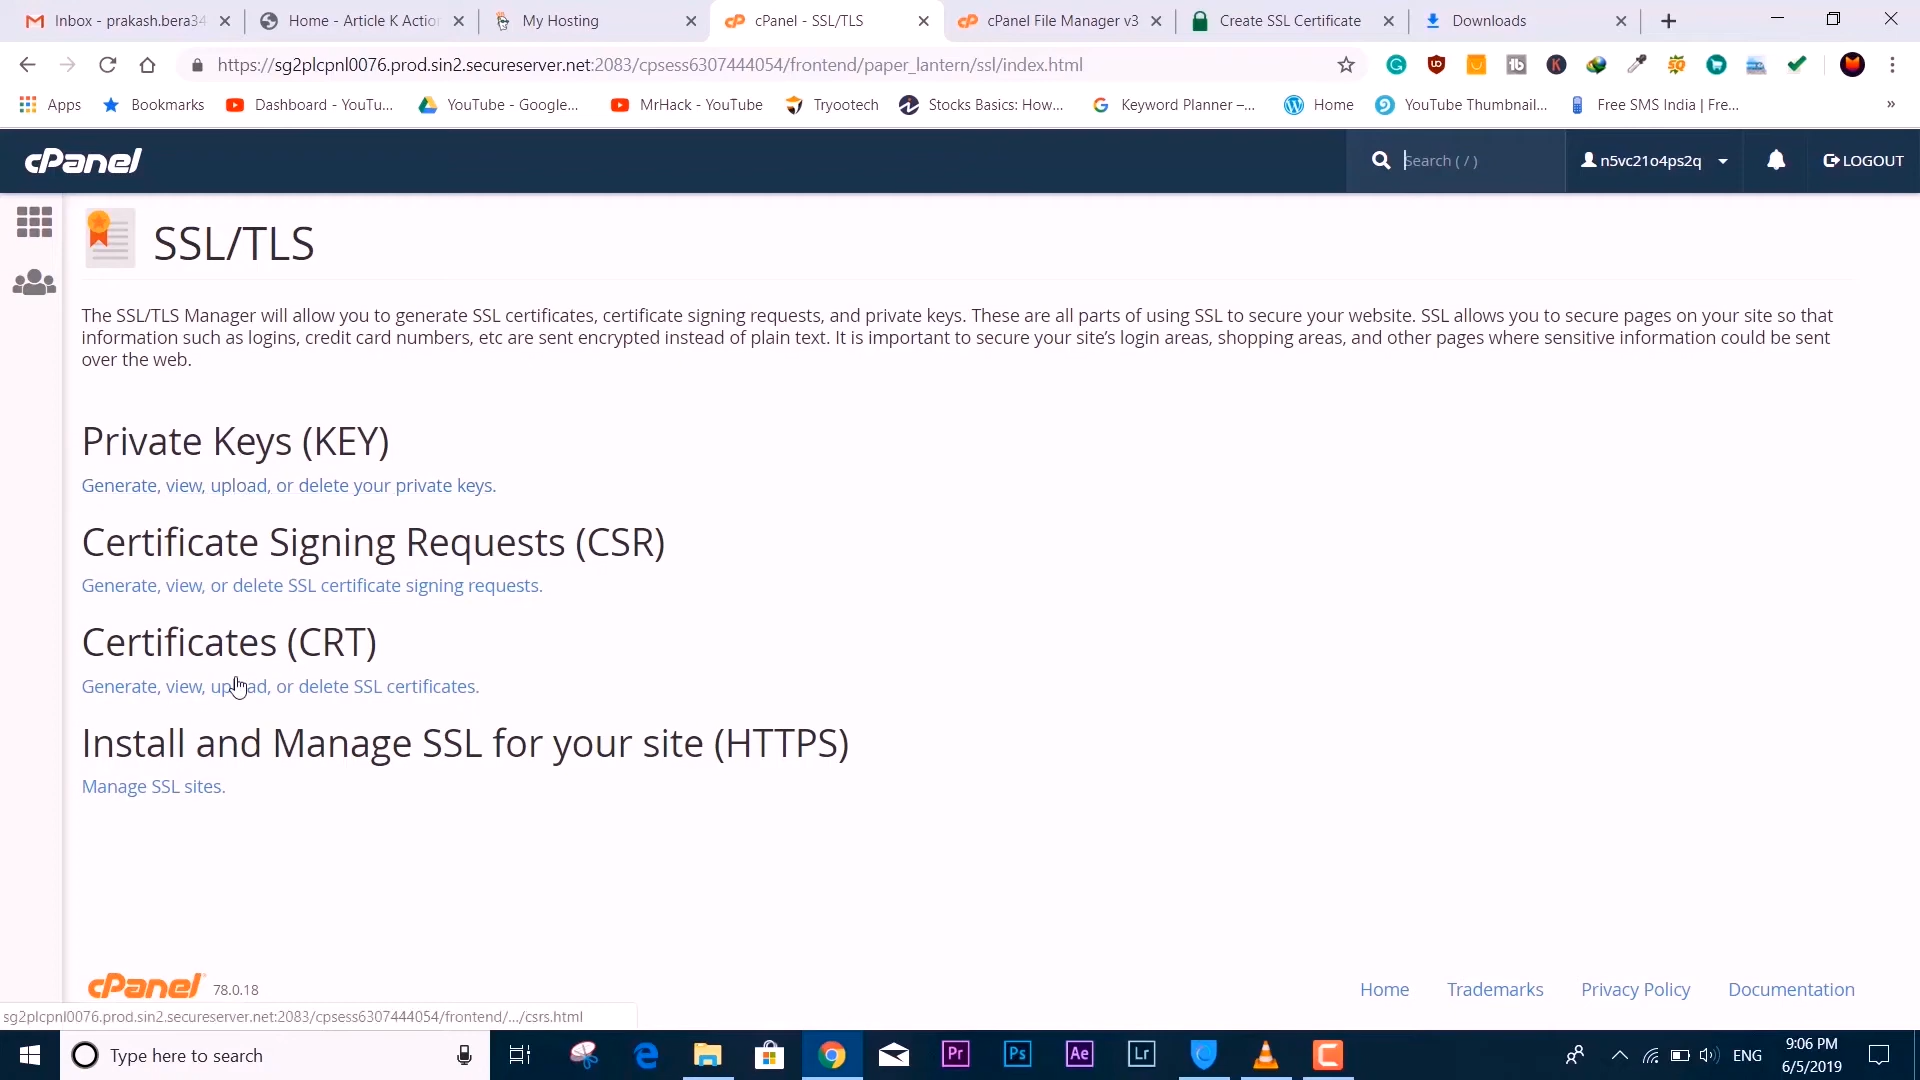 Inbox - prakash.bera34
Home - Article K Action
My Hosting
cPanel - SSL/TLS
cPanel File Manager v3
Create SSL Certificate
Downloads
https://sg2plcpnl0076.prod.sin2.secureserver.net:2083/cpsess6307444054/frontend/paper_lantern/ssl/index.html
Apps
Bookmarks
Dashboard - YouTu...
YouTube - Google...
MrHack - YouTube
Tryootech
Stocks Basics: How...
Keyword Planner –...
Home
YouTube Thumbnail...
Free SMS India | Fre...
»
cPanel
Search ( / )
n5vc21o4ps2q
LOGOUT
SSL/TLS
The SSL/TLS Manager will allow you to generate SSL certificates, certificate signing requests, and private keys. These are all parts of using SSL to secure your website. SSL allows you to secure pages on your site so that
information such as logins, credit card numbers, etc are sent encrypted instead of plain text. It is important to secure your site's login areas, shopping areas, and other pages where sensitive information could be sent
over the web.
Private Keys (KEY)
Generate, view, upload, or delete your private keys.
Certificate Signing Requests (CSR)
Generate, view, or delete SSL certificate signing requests.
Certificates (CRT)
Generate, view, upload, or delete SSL certificates.
Install and Manage SSL for your site (HTTPS)
Manage SSL sites.
cPanel 78.0.18
Home
Trademarks
Privacy Policy
Documentation
sg2plcpnl0076.prod.sin2.secureserver.net:2083/cpsess6307444054/frontend/.../csrs.html
Type here to search
Pr
Ps
Ae
Lr
ENG
9:06 PM
6/5/2019